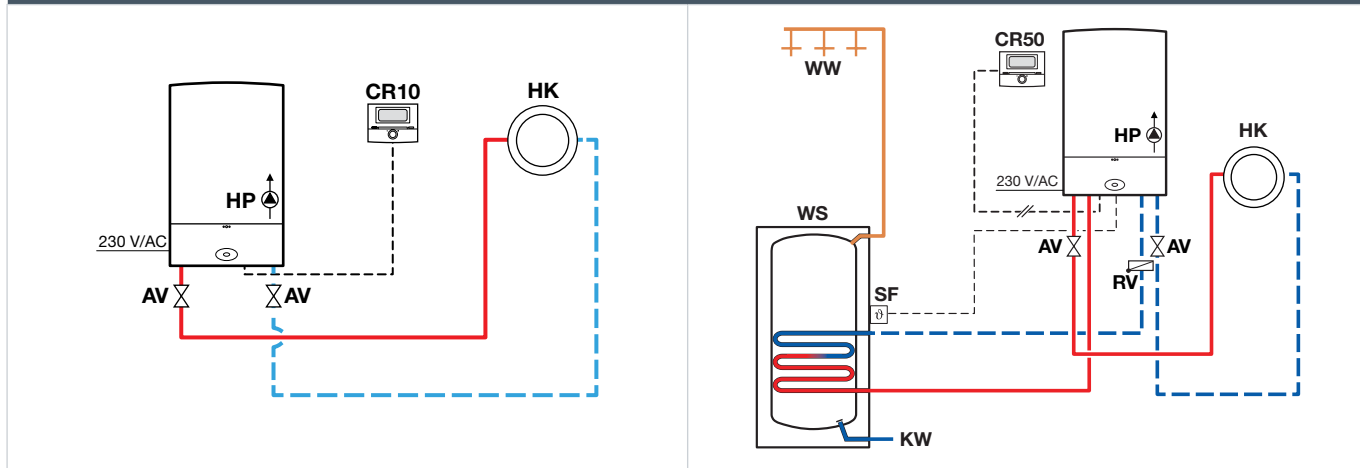 CR10
HK
HP
230 V/AC
AV
AV
WW
CR50
HP
HK
230 V/AC
WS
AV
AV
RV
SF
ϑ
KW